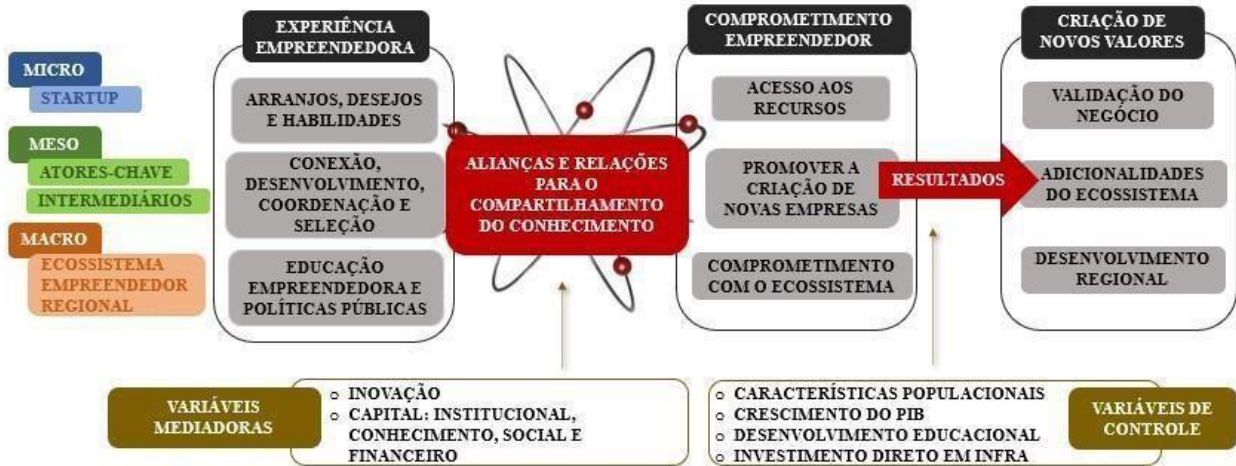 MICRO
STARTUP
MESO
ATORES-CHAVE
INTERMEDIÁRIOS
MACRO
ECOSSISTEMA
EMPREENDEDOR
REGIONAL
EXPERIÊNCIA
EMPREENDEDORA
ARRANJOS, DESEJOS
E HABILIDADES
CONEXÃO,
DESENVOLVIMENTO,
COORDENAÇÃO E
SELEÇÃO
EDUCAÇÃO
EMPREENDEDORA E
POLÍTICAS PÚBLICAS
ALIANÇAS E RELAÇÕES
PARA O
COMPARTILHAMENTO
DO CONHECIMENTO
COMPROMETIMENTO
EMPREENDEDOR
ACESSO AOS
RECURSOS
PROMOVER A
CRIAÇÃO DE
NOVAS EMPRESAS
COMPROMETIMENTO
COM O ECOSSISTEMA
RESULTADOS
CRIAÇÃO DE
NOVOS VALORES
VALIDAÇÃO DO
NEGÓCIO
ADICIONALIDADES
DO ECOSSISTEMA
DESENVOLVIMENTO
REGIONAL
VARIÁVEIS
MEDIADORAS
o INOVAÇÃO
o CAPITAL: INSTITUCIONAL,
CONHECIMENTO, SOCIAL E
FINANCEIRO
o CARACTERÍSTICAS POPULACIONAIS
o CRESCIMENTO DO PIB
o DESENVOLVIMENTO EDUCACIONAL
o INVESTIMENTO DIRETO EM INFRA
VARIÁVEIS DE
CONTROLE